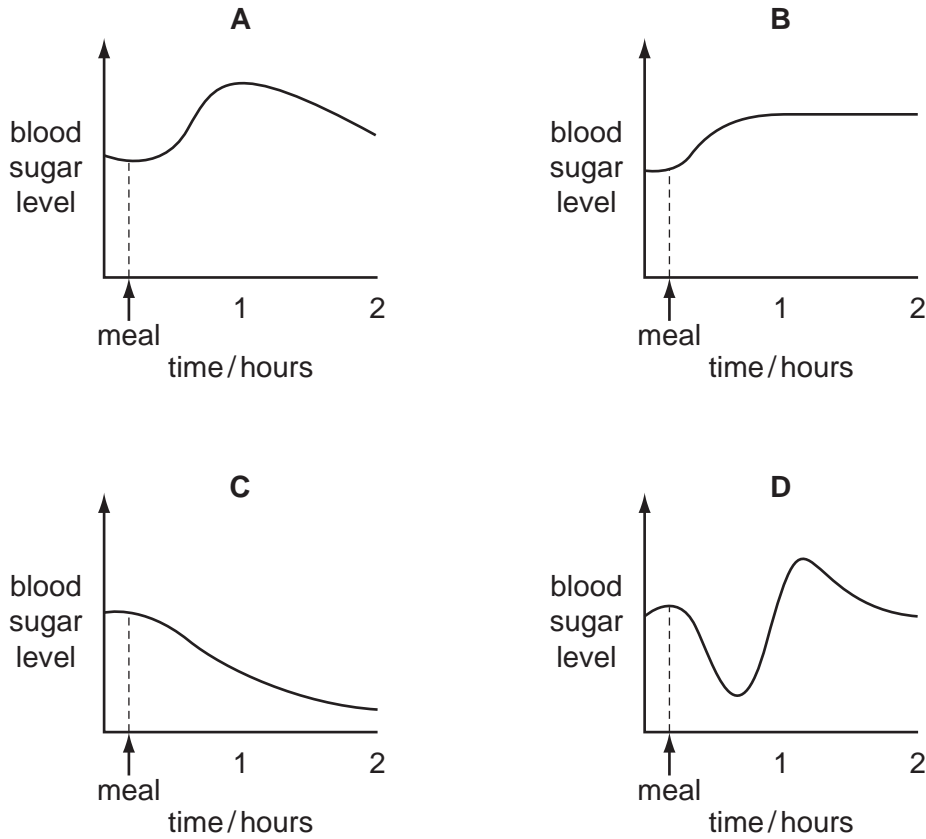 A
blood
sugar
level
1
2
meal
time/hours
B
blood
sugar
level
1
2
meal
time/hours
C
blood
sugar
level
1
2
meal
time/hours
D
blood
sugar
level
1
2
meal
time/hours